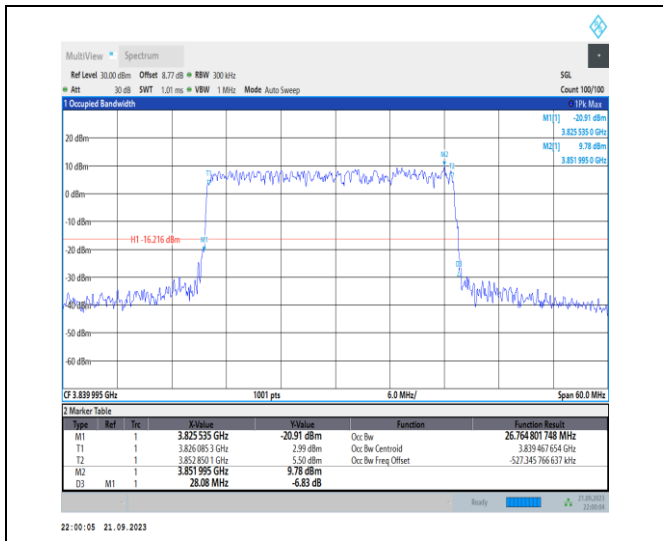 MultiView Spectrum
Ref Level 30.00 dBm Offset 8.77 dB RBW 300 kHz SGL
Att 30 dB SWT 1.01 ms VBW 1 MHz Mode Auto Sweep Count 100/100
1 Occupied Bandwidth 1Pk Max
M1[1] -20.91 dBm
3.825 535 0 GHz
M2[1] 9.78 dBm
3.851 995 0 GHz
20 dBm
M2
T1 T2
10 dBm
0 dBm
-10 dBm
H1 -16.216 dBm M1
-20 dBm
D3
-30 dBm
-40 dBm
-50 dBm
-60 dBm
CF 3.839 995 GHz 1001 pts 6.0 MHz/ Span 60.0 MHz
2 Marker Table
Type Ref Trc X-Value Y-Value Function Function Result
M1 1 3.825 535 GHz -20.91 dBm Occ Bw 26.764 801 748 MHz
T1 1 3.826 085 3 GHz 2.99 dBm Occ Bw Centroid 3.839 467 654 GHz
T2 1 3.852 850 1 GHz 5.50 dBm Occ Bw Freq Offset -527.345 766 637 kHz
M2 1 3.851 995 GHz 9.78 dBm
D3 M1 1 28.08 MHz -6.83 dB
Ready 21.09.2023
22:00:04
22:00:05 21.09.2023